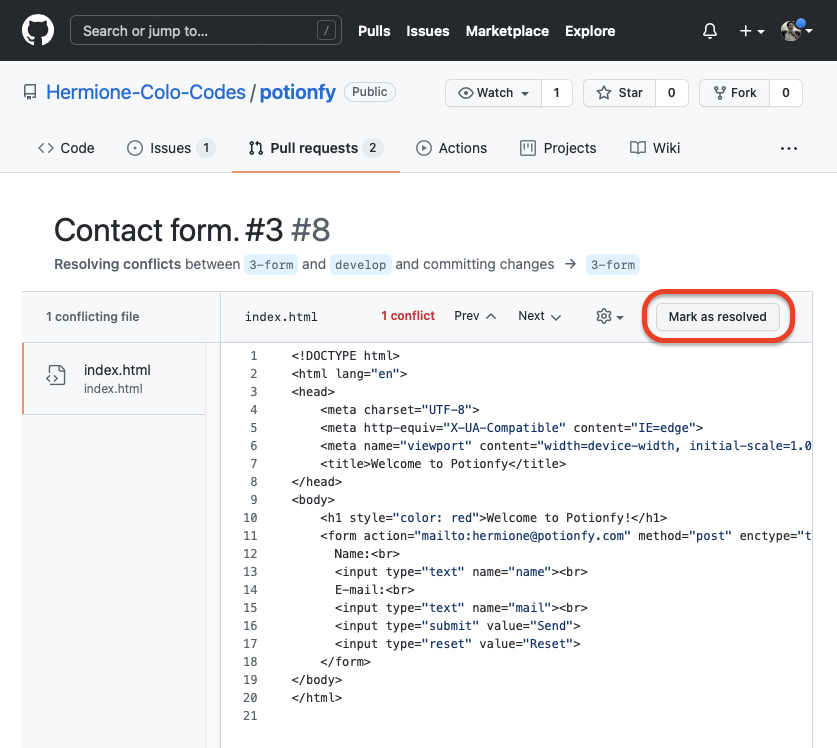 Search or jump to... / Pulls Issues Marketplace Explore
Hermione-Colo-Codes / potionfy Public Watch 1 Star 0 Fork 0
Code Issues 1 Pull requests 2 Actions Projects Wiki ...
Contact form. #3 #8
Resolving conflicts between 3-form and develop and committing changes → 3-form
1 conflicting file
index.html 1 conflict Prev Next Mark as resolved
index.html
index.html
1 <!DOCTYPE html>
2 <html lang="en">
3 <head>
4 <meta charset="UTF-8">
5 <meta http-equiv="X-UA-Compatible" content="IE=edge">
6 <meta name="viewport" content="width=device-width, initial-scale=1.0
7 <title>Welcome to Potionfy</title>
8 </head>
9 <body>
10 <h1 style="color: red">Welcome to Potionfy!</h1>
11 <form action="mailto:hermione@potionfy.com" method="post" enctype="t
12 Name:<br>
13 <input type="text" name="name"><br>
14 E-mail:<br>
15 <input type="text" name="mail"><br>
16 <input type="submit" value="Send">
17 <input type="reset" value="Reset">
18 </form>
19 </body>
20 </html>
21